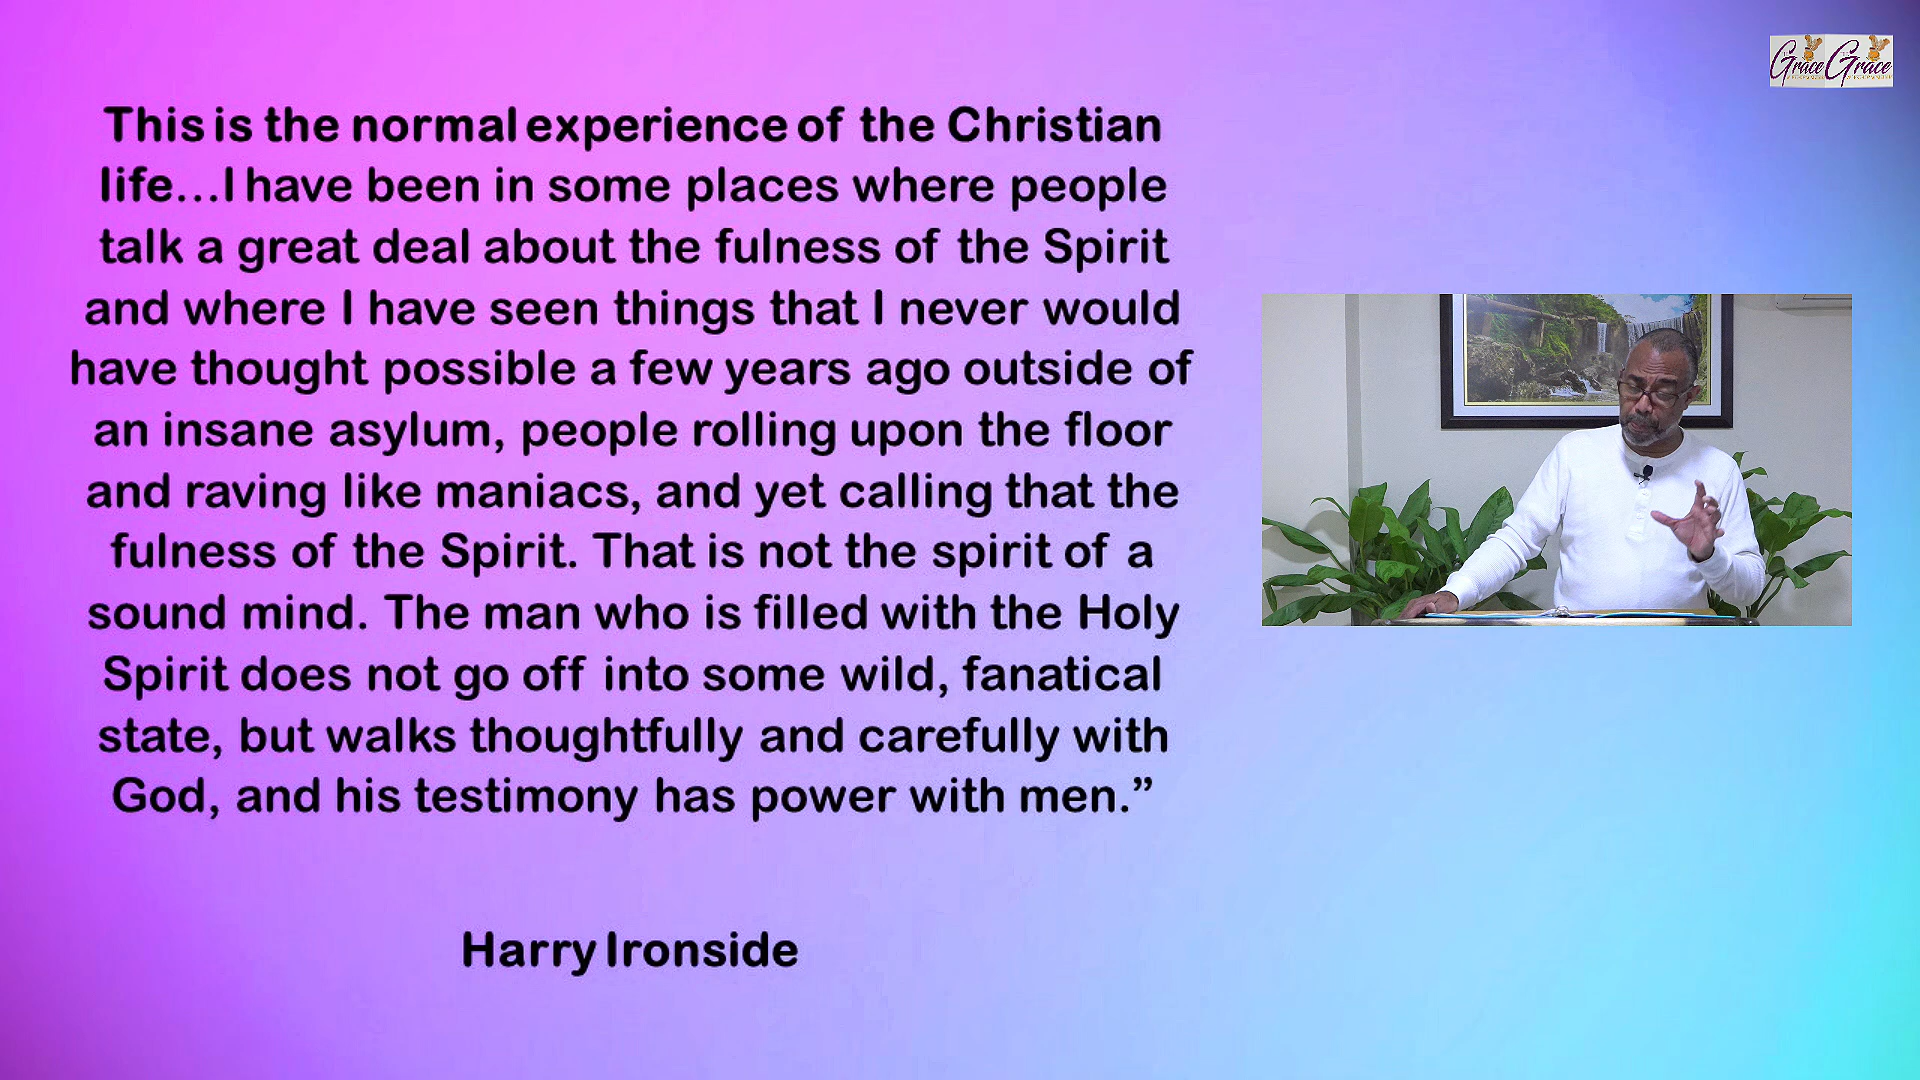 Grace Grace
This is the normal experience of the Christian
life...I have been in some places where people
talk a great deal about the fulness of the Spirit
and where I have seen things that I never would
have thought possible a few years ago outside of
an insane asylum, people rolling upon the floor
and raving like maniacs, and yet calling that the
fulness of the Spirit. That is not the spirit of a
sound mind. The man who is filled with the Holy
Spirit does not go off into some wild, fanatical
state, but walks thoughtfully and carefully with
God, and his testimony has power with men.”
Harry Ironside